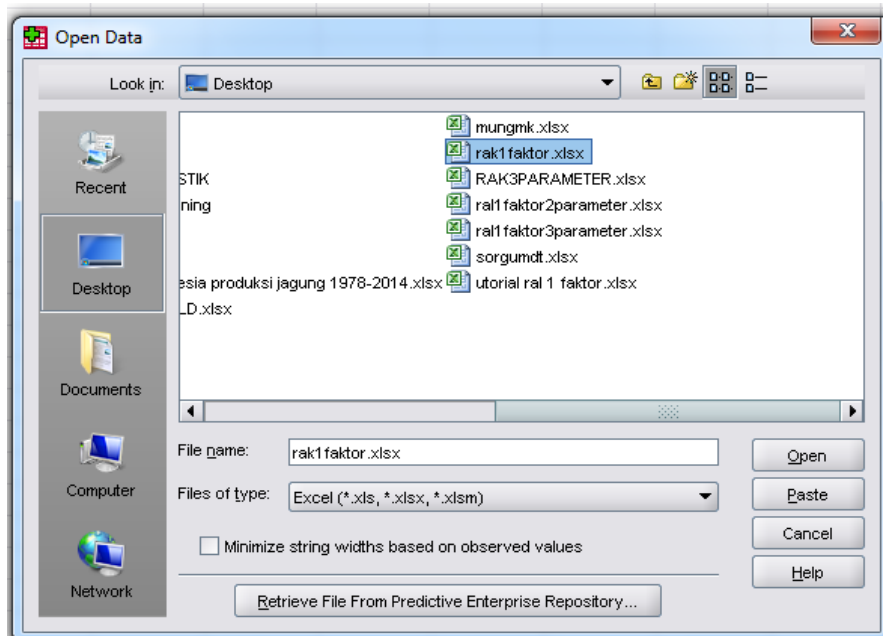 Open Data
Look in: Desktop
Recent
Desktop
Documents
Computer
Network
STIK
ning
esia produksi jagung 1978-2014.xlsx
LD.xlsx
mungmk.xlsx
rak1faktor.xlsx
RAK3PARAMETER.xlsx
ral1faktor2parameter.xlsx
ral1faktor3parameter.xlsx
sorgumdt.xlsx
utorial ral 1 faktor.xlsx
File name: rak1faktor.xlsx
Files of type: Excel (*.xls, *.xlsx, *.xlsm)
Minimize string widths based on observed values
Retrieve File From Predictive Enterprise Repository...
Open
Paste
Cancel
Help